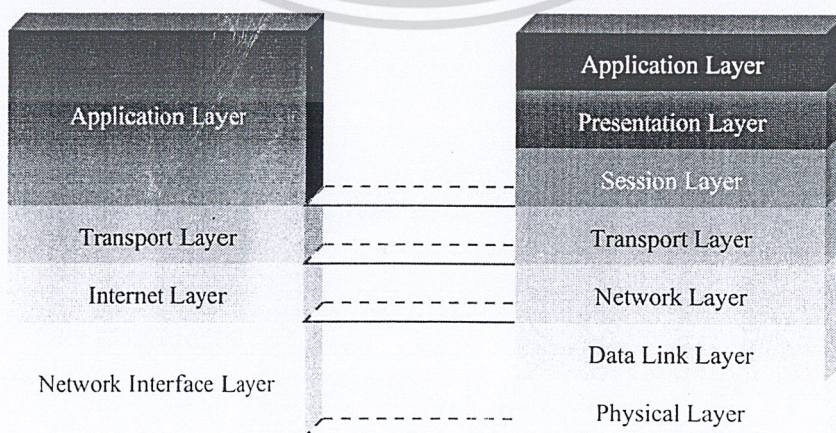 Application Layer
Transport Layer
Internet Layer
Network Interface Layer
Application Layer
Presentation Layer
Session Layer
Transport Layer
Network Layer
Data Link Layer
Physical Layer